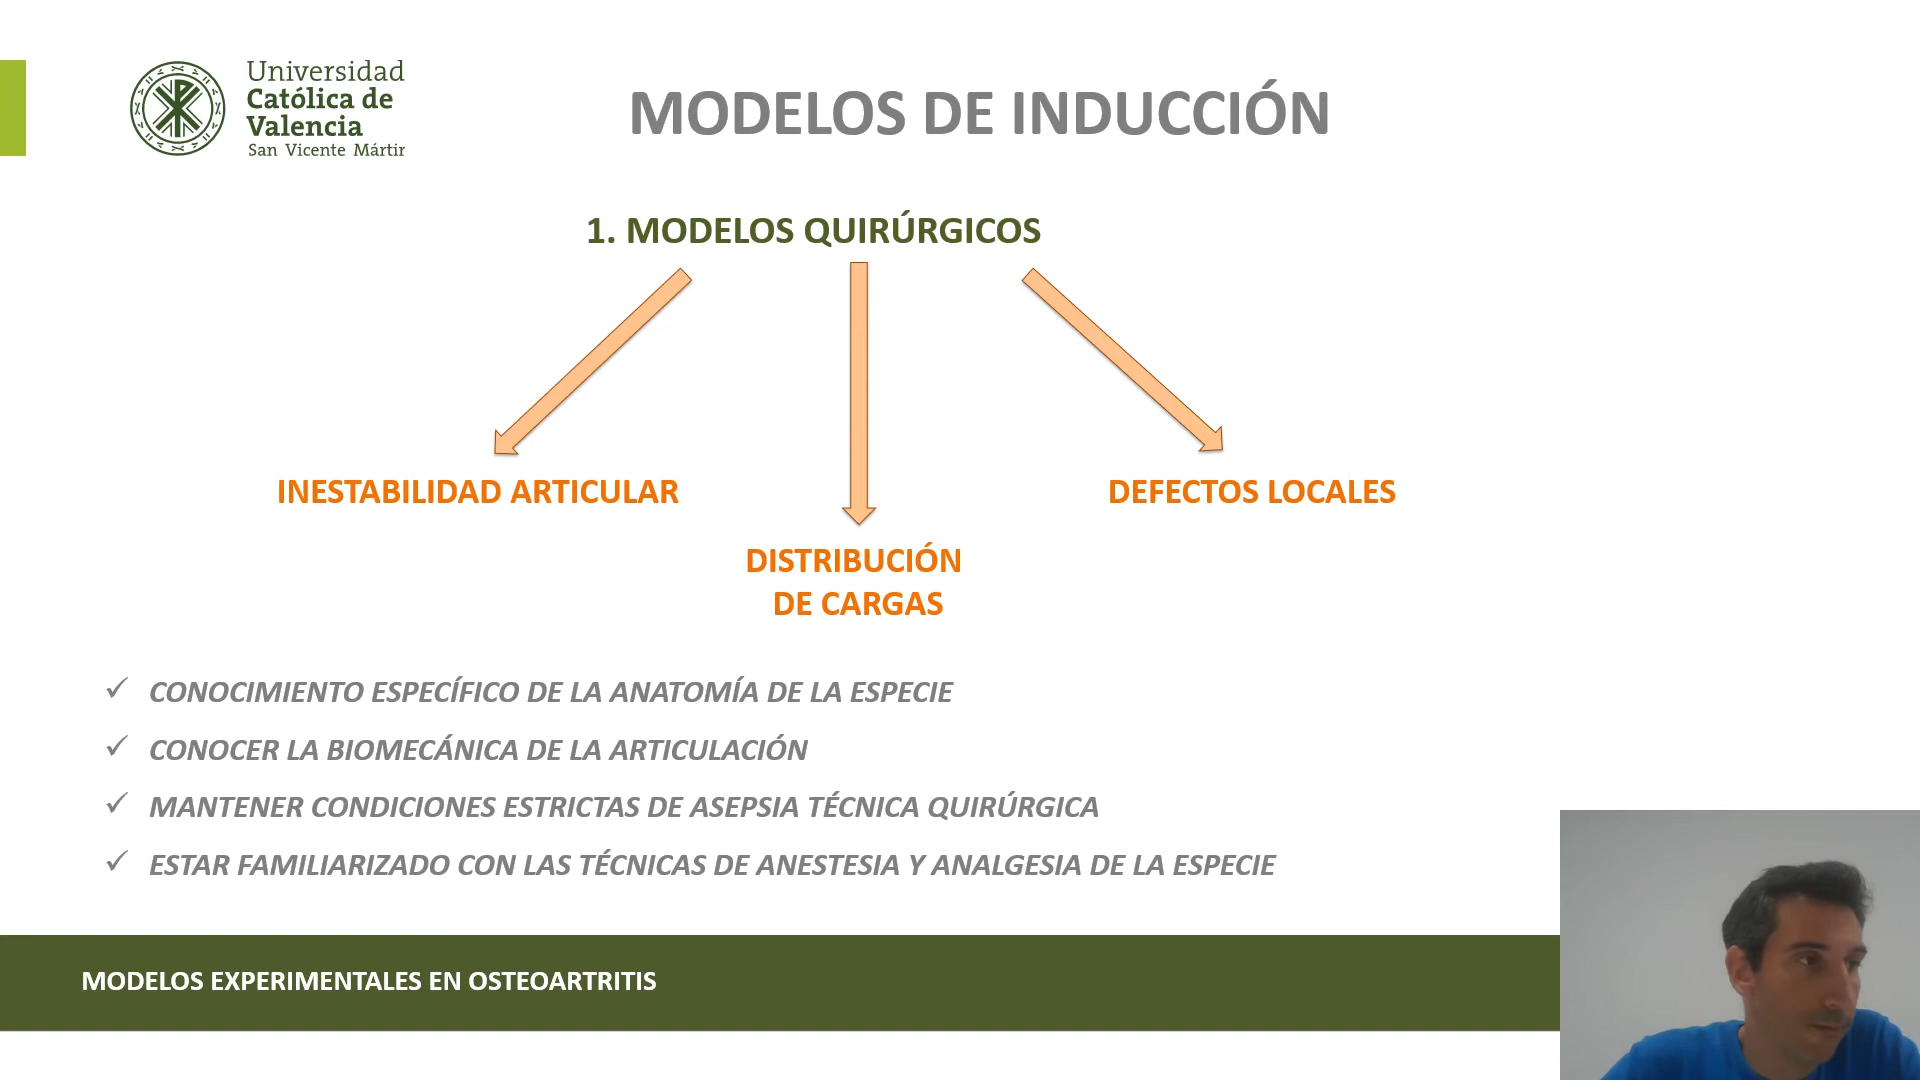 Universidad
Católica de
Valencia
San Vicente Mártir
MODELOS DE INDUCCIÓN
1. MODELOS QUIRÚRGICOS
INESTABILIDAD ARTICULAR
DEFECTOS LOCALES
DISTRIBUCIÓN
DE CARGAS
✓ CONOCIMIENTO ESPECÍFICO DE LA ANATOMÍA DE LA ESPECIE
✓ CONOCER LA BIOMECÁNICA DE LA ARTICULACIÓN
✓ MANTENER CONDICIONES ESTRICTAS DE ASEPSIA TÉCNICA QUIRÚRGICA
✓ ESTAR FAMILIARIZADO CON LAS TÉCNICAS DE ANESTESIA Y ANALGESIA DE LA ESPECIE
MODELOS EXPERIMENTALES EN OSTEOARTRITIS